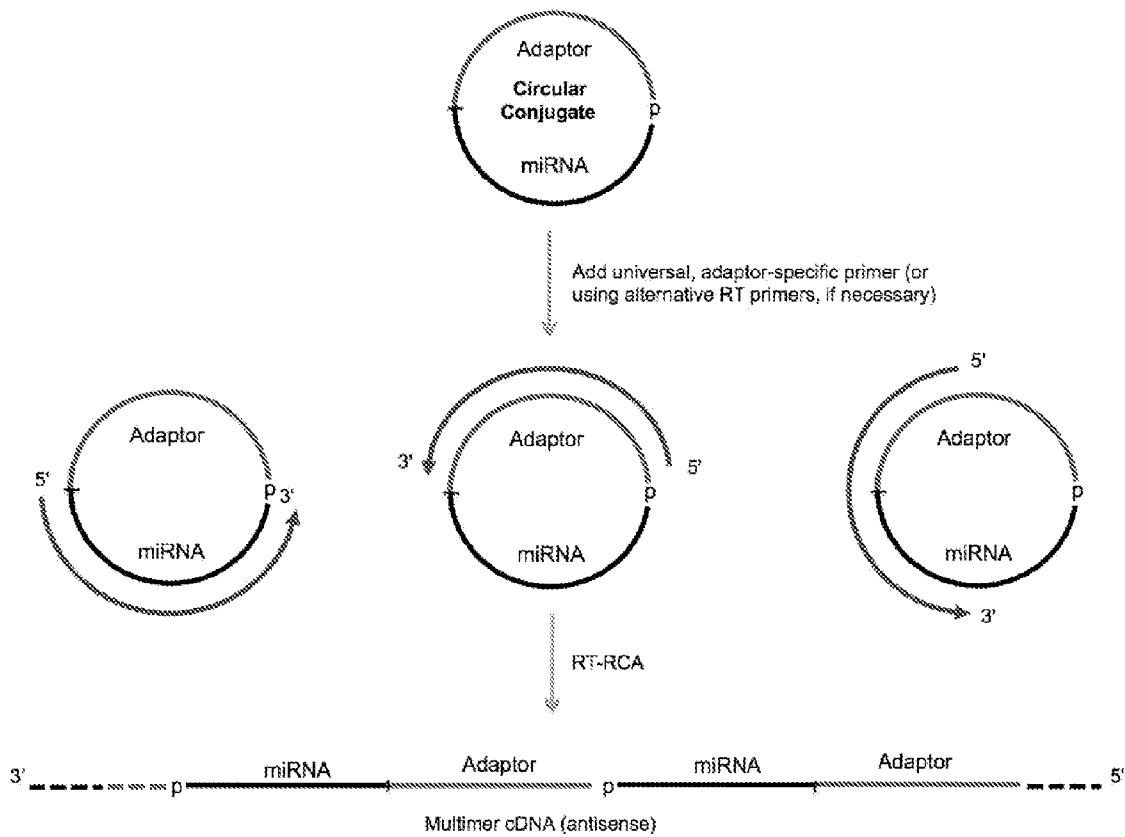 Adaptor
Circular
Conjugate
p
miRNA
Add universal, adaptor-specific primer (or
using alternative RT primers, if necessary)
5'
Adaptor
5'
p
3'
miRNA
Adaptor
3'
5'
p
miRNA
Adaptor
p
miRNA
3'
RT-RCA
3'
p
miRNA
Adaptor
p
miRNA
Adaptor
5'
Multimer cDNA (antisense)